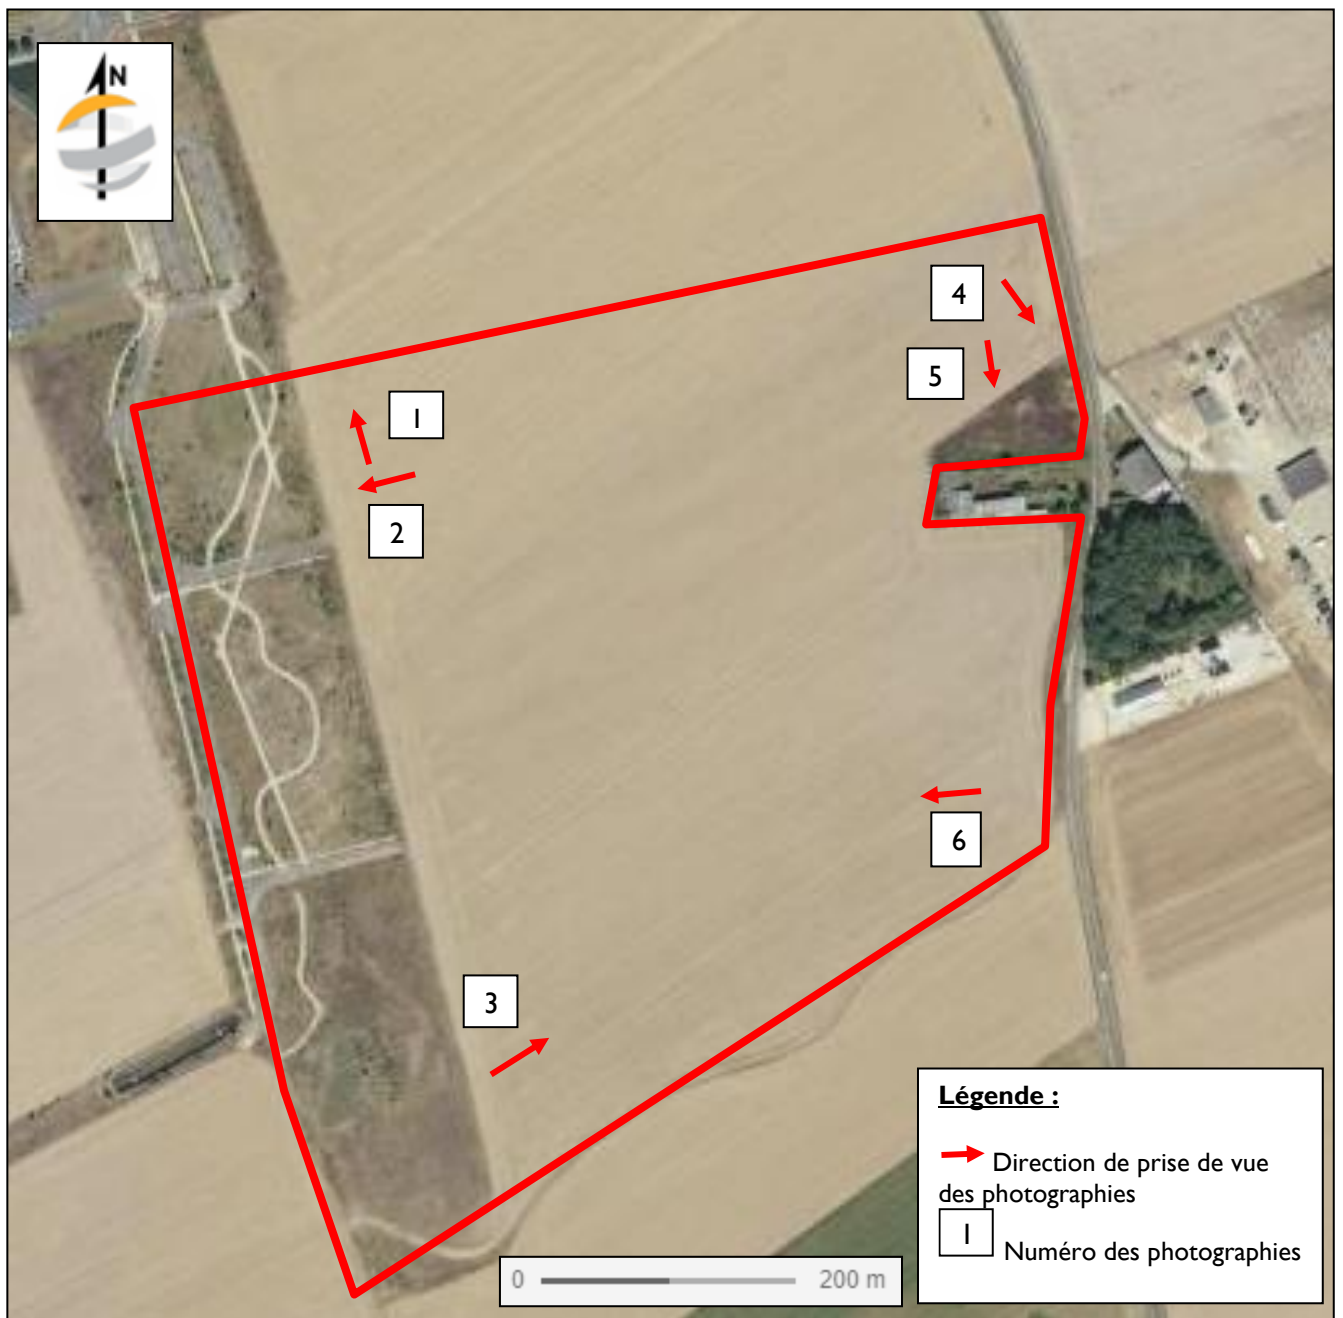 N
4
5
1
2
3
6
Légende :
Direction de prise de vue
des photographies
1 Numéro des photographies
0 200 m